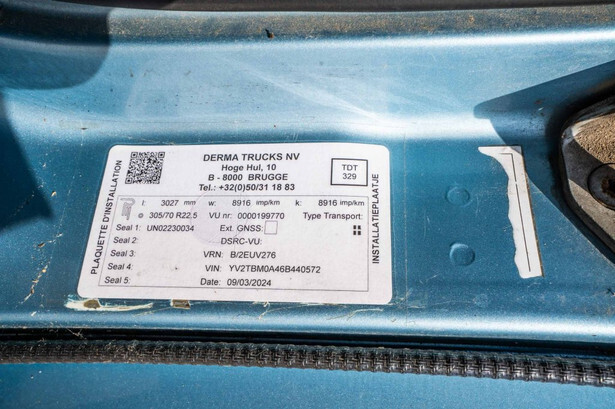 DERMA TRUCKS NV
Hoge Hul, 10
B - 8000 BRUGGE
Tel.: +32(0)50/31 18 83
TDT
329
PLAQUETTE D'INSTALLATION
INSTALLATIEPLAATJE
l: 3027 mm w: 8916 imp/km k: 8916 imp/km
ø 305/70 R22.5 VU nr: 0000199770 Type Transport:
Seal 1: UN02230034 Ext. GNSS:
Seal 2: DSRC-VU:
Seal 3: VRN: B/2EUV276
Seal 4: VIN: YV2TBM0A46B440572
Seal 5: Date: 09/03/2024